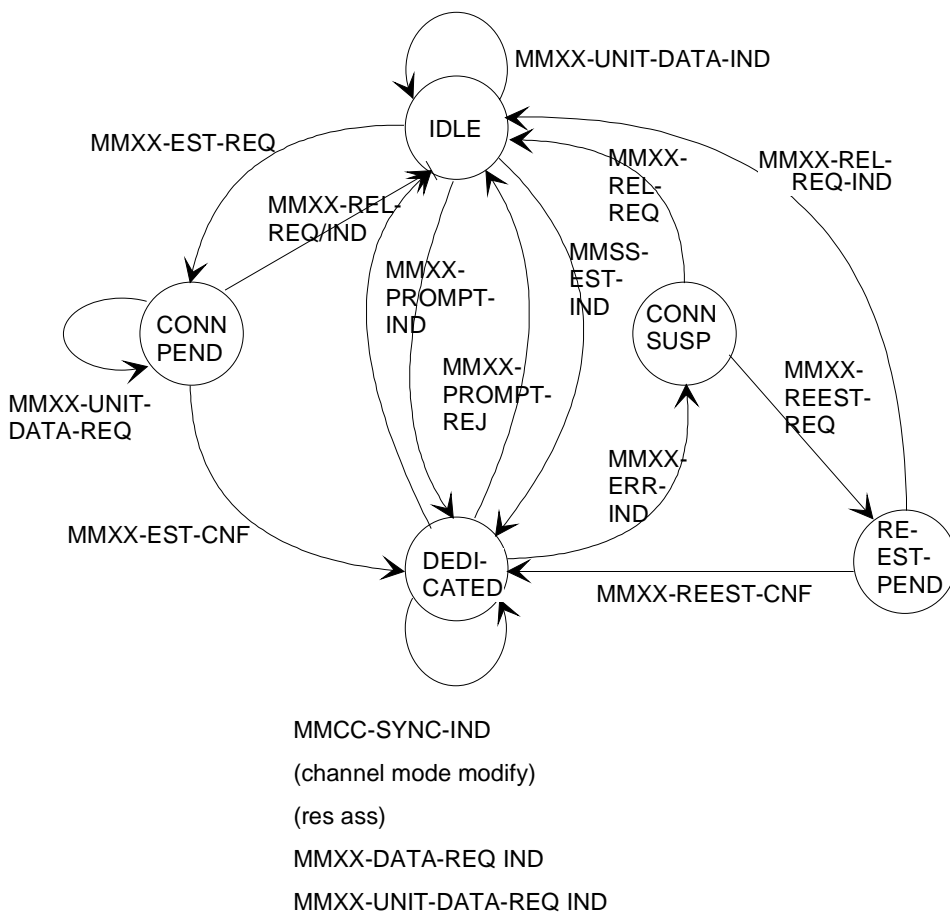 MMXX-UNIT-DATA-IND
IDLE
MMXX-EST-REQ
MMXX-
REL-
REQ
MMXX-REL-
REQ-IND
MMXX-REL-
REQ/IND
MMXX-
PROMPT-
IND
MMSS-
EST-
IND
CONN
PEND
CONN
SUSP
MMXX-
PROMPT-
REJ
MMXX-
REEST-
REQ
MMXX-UNIT-
DATA-REQ
MMXX-
ERR-
IND
MMXX-EST-CNF
DEDI-
CATED
RE-
EST-
PEND
MMXX-REEST-CNF
MMCC-SYNC-IND
(channel mode modify)
(res ass)
MMXX-DATA-REQ IND
MMXX-UNIT-DATA-REQ IND